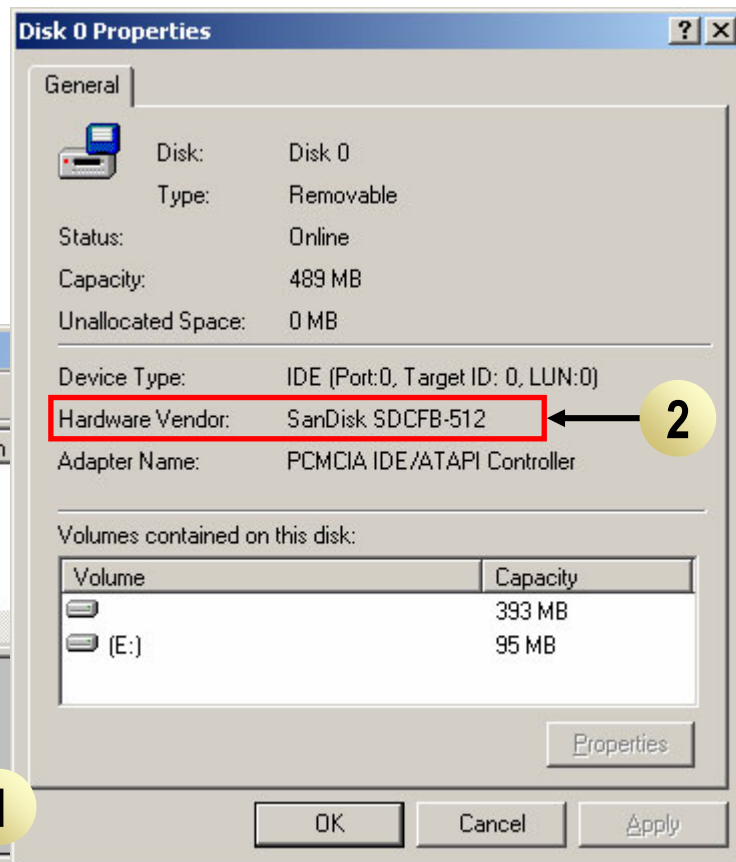 Disk 0 Properties
General
Disk: Disk 0
Type: Removable
Status: Online
Capacity: 489 MB
Unallocated Space: 0 MB
Device Type: IDE (Port:0, Target ID: 0, LUN:0)
Hardware Vendor: SanDisk SDCFB-512
2
Adapter Name: PCMCIA IDE/ATAPI Controller
Volumes contained on this disk:
Volume Capacity
393 MB
(E:) 95 MB
Properties
OK Cancel Apply